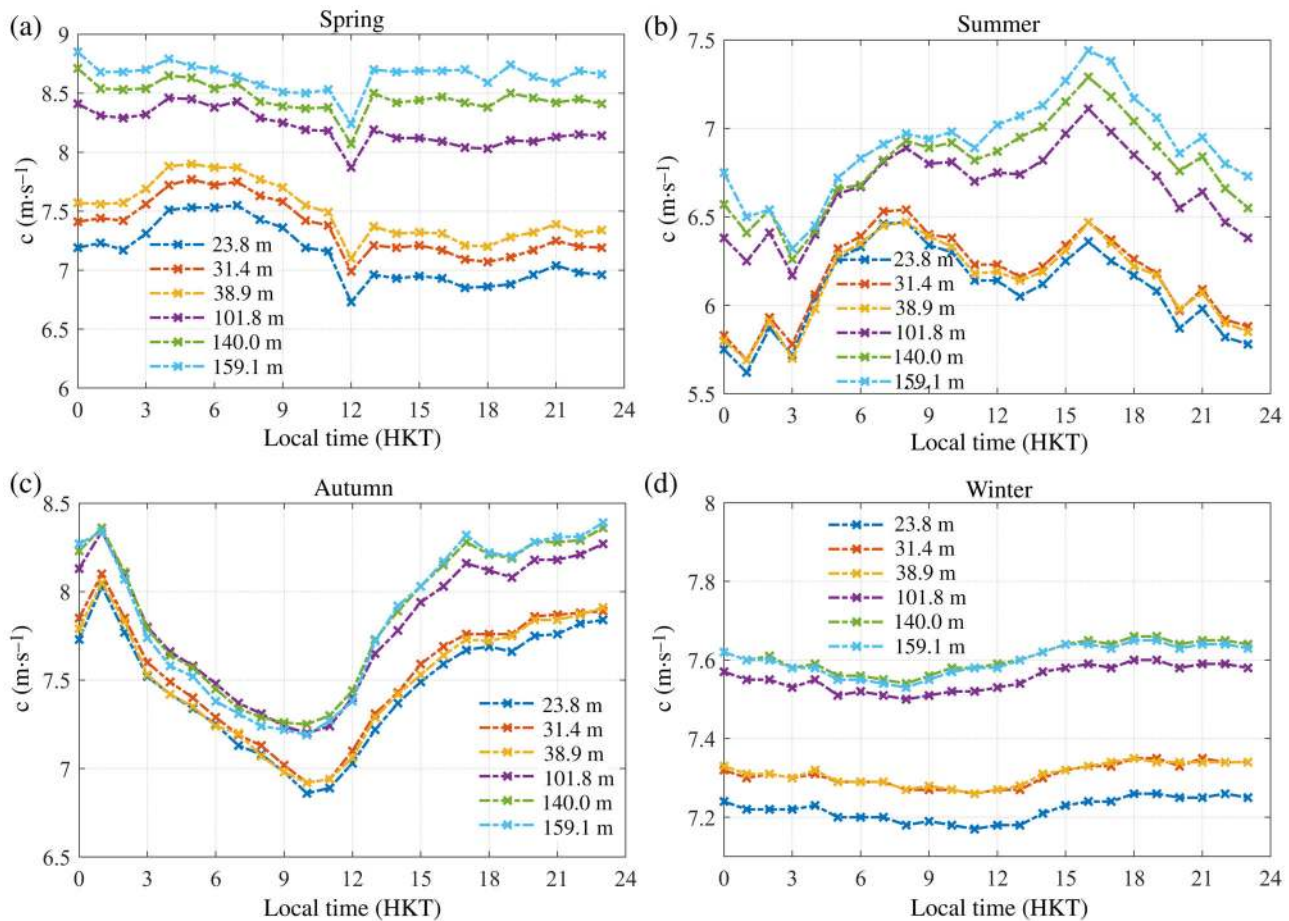 (a)
Spring
9
8.5
8
7.5
7
6.5
6
c (m·s⁻¹)
23.8 m
31.4 m
38.9 m
101.8 m
140.0 m
159.1 m
0 3 6 9 12 15 18 21 24
Local time (HKT)
(b)
Summer
7.5
7
6.5
6
5.5
c (m·s⁻¹)
23.8 m
31.4 m
38.9 m
101.8 m
140.0 m
159.1 m
0 3 6 9 12 15 18 21 24
Local time (HKT)
(c)
Autumn
8.5
8
7.5
7
6.5
c (m·s⁻¹)
23.8 m
31.4 m
38.9 m
101.8 m
140.0 m
159.1 m
0 3 6 9 12 15 18 21 24
Local time (HKT)
(d)
Winter
8
7.8
7.6
7.4
7.2
c (m·s⁻¹)
23.8 m
31.4 m
38.9 m
101.8 m
140.0 m
159.1 m
0 3 6 9 12 15 18 21 24
Local time (HKT)